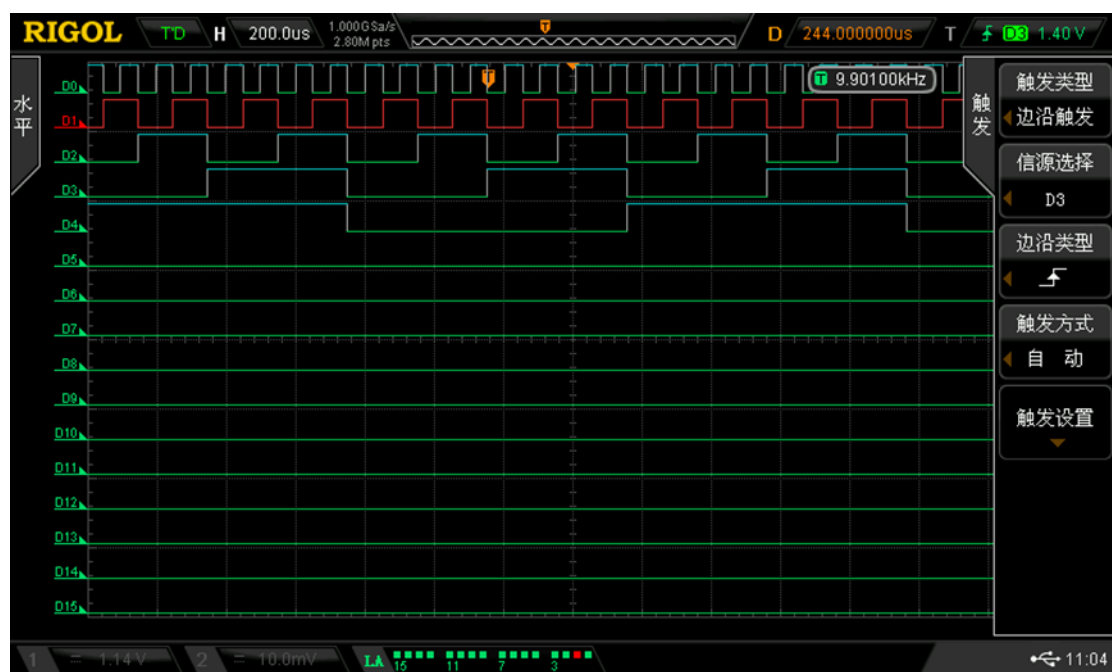 RIGOL T'D H 200.0us 1.000GSa/s D 244.000000us T D3 1.40 V
2.80M pts
T
水平
D0
T
T 9.90100kHz
D1
D2
D3
D4
D5
D6
D7
D8
D9
D10
D11
D12
D13
D14
D15
触发
触发类型
边沿触发
信源选择
D3
边沿类型
触发方式
自 动
触发设置
1 = 1.14 V 2 = 10.0mV LA 15 11 7 3 11:04